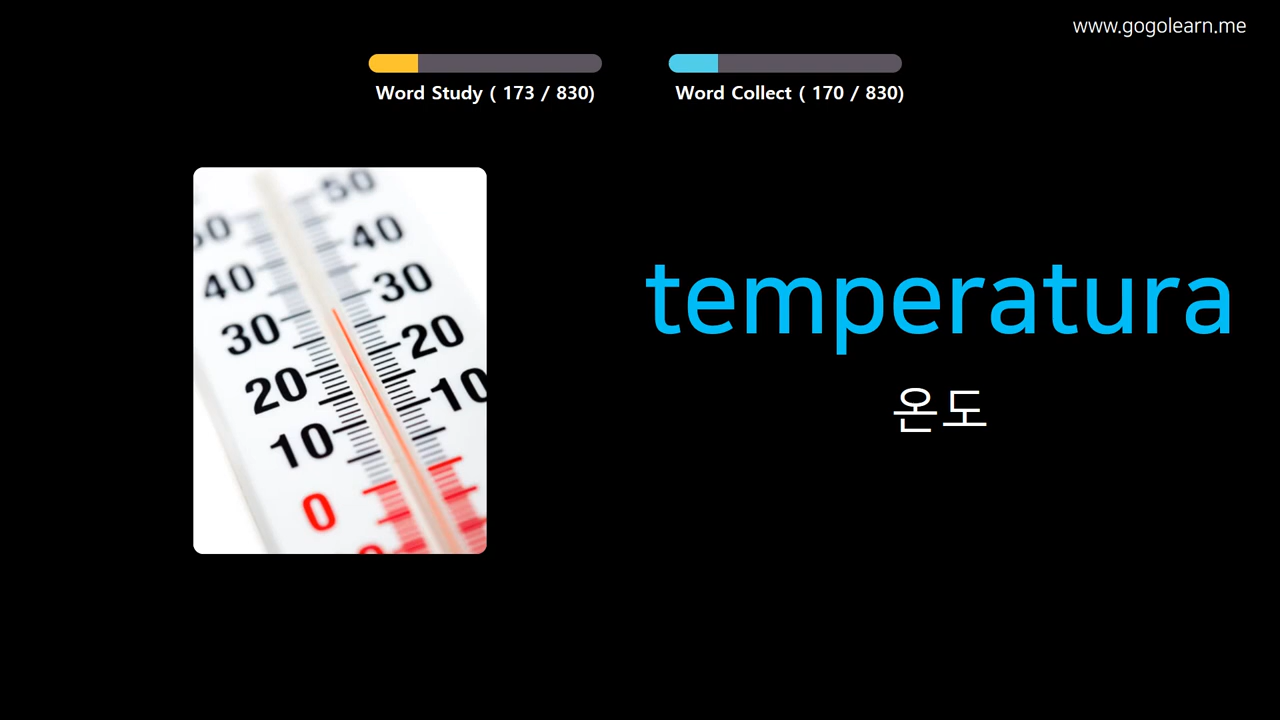 www.gogolearn.me
Word Study ( 173 / 830)
Word Collect ( 170 / 830)
50
40
40
30
30
20
20
10
10
0
temperatura
온도